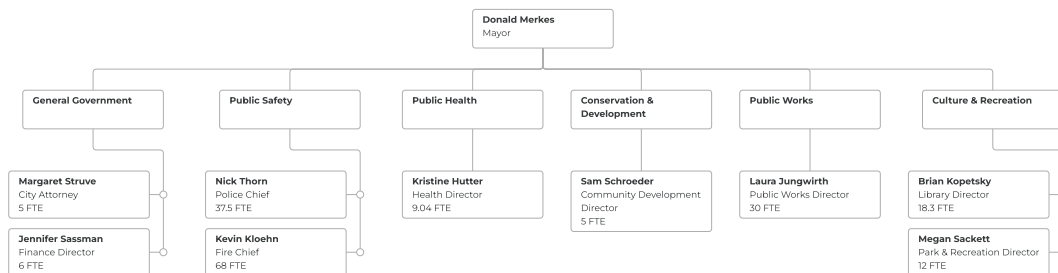 Donald Merkes
Mayor
General Government
Public Safety
Public Health
Conservation &
Development
Public Works
Culture & Recreation
Margaret Struve
City Attorney
5 FTE
Nick Thorn
Police Chief
37.5 FTE
Kristine Hutter
Health Director
9.04 FTE
Sam Schroeder
Community Development
Director
5 FTE
Laura Jungwirth
Public Works Director
30 FTE
Brian Kopetsky
Library Director
18.3 FTE
Jennifer Sassman
Finance Director
6 FTE
Kevin Kloehn
Fire Chief
68 FTE
Megan Sackett
Park & Recreation Director
12 FTE